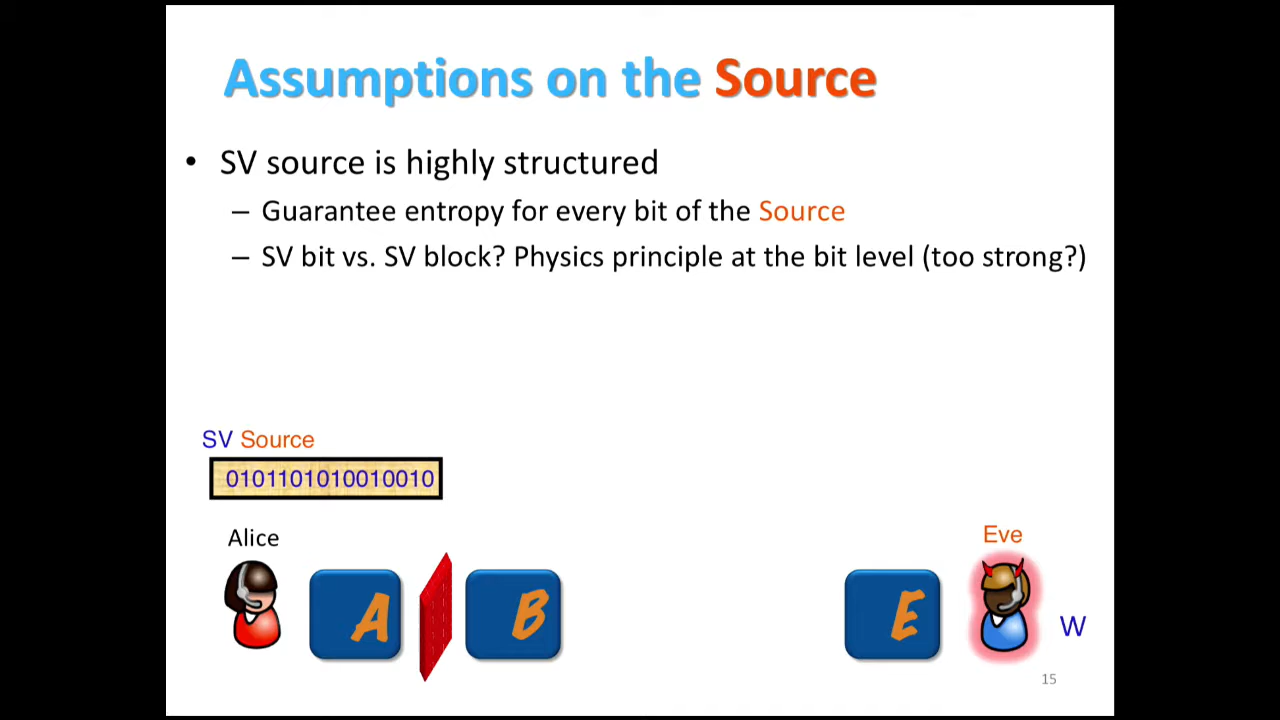 Assumptions on the Source
• SV source is highly structured
– Guarantee entropy for every bit of the Source
– SV bit vs. SV block? Physics principle at the bit level (too strong?)
SV Source
0101101010010010
Alice
Eve
A
B
E
W
15